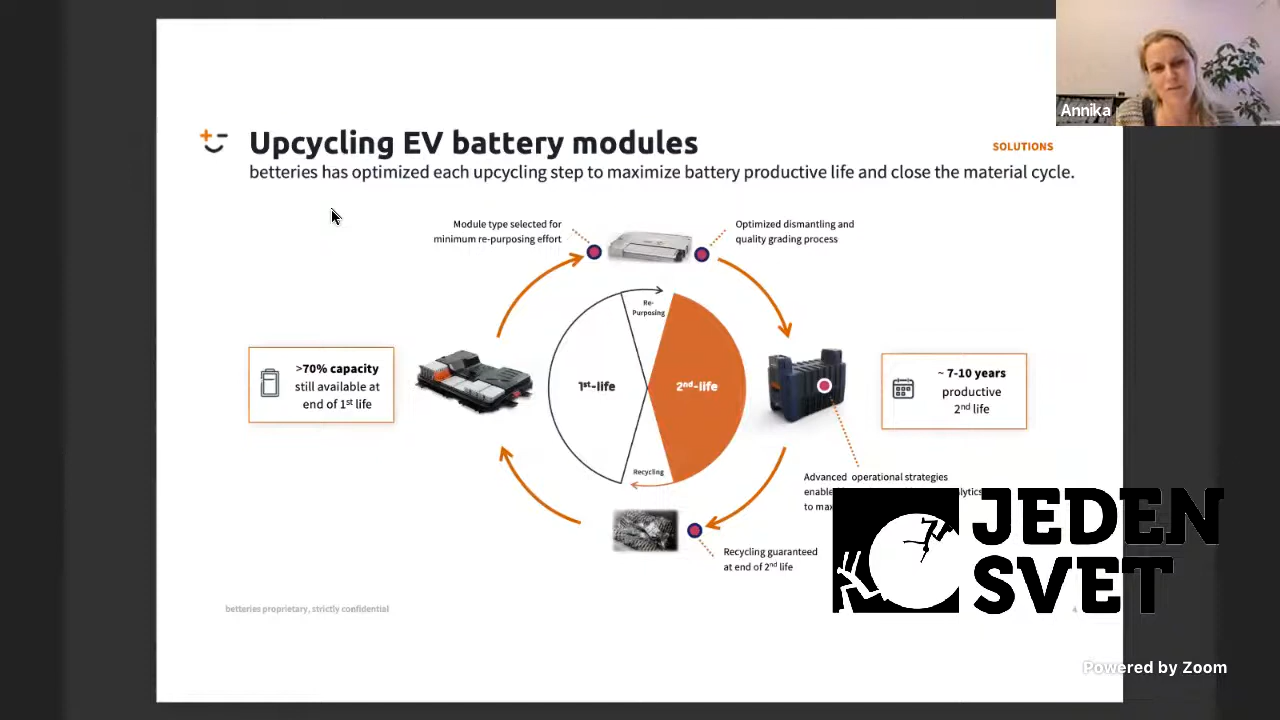 Annika
Upcycling EV battery modules
SOLUTIONS
betteries has optimized each upcycling step to maximize battery productive life and close the material cycle.
Module type selected for
minimum re-purposing effort
Optimized dismantling and
quality grading process
Re-
Purposing
>70% capacity
still available at
end of 1st life
1st-life
2nd-life
~ 7-10 years
productive
2nd life
Recycling
Advanced operational strategies
enable
to
Recycling guaranteed
at end of 2nd life
JEDEN
SVET
betteries proprietary, strictly confidential
Powered by Zoom